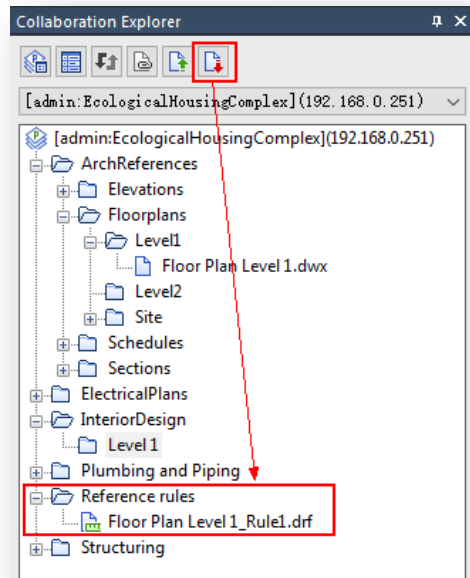 Collaboration Explorer
[admin:EcologicalHousingComplex](192.168.0.251)
[admin:EcologicalHousingComplex](192.168.0.251)
ArchReferences
Elevations
Floorplans
Level1
Floor Plan Level 1.dwx
Level2
Site
Schedules
Sections
ElectricalPlans
InteriorDesign
Level 1
Plumbing and Piping
Reference rules
Floor Plan Level 1_Rule1.drf
Structuring